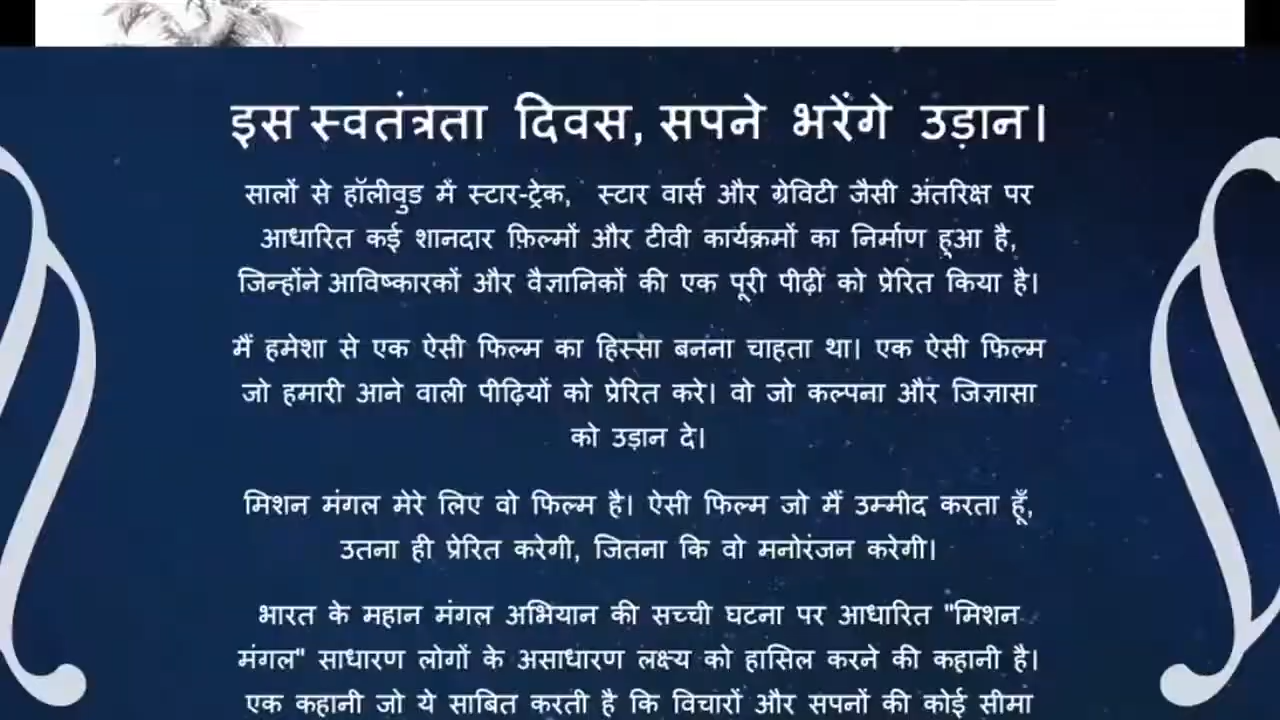 इस स्वतंत्रता दिवस, सपने भरेंगे उड़ान।
सालों से हॉलीवुड में स्टार-ट्रेक, स्टार वार्स और ग्रेविटी जैसी अंतरिक्ष पर
आधारित कई शानदार फ़िल्मों और टीवी कार्यक्रमों का निर्माण हुआ है,
जिन्होंने आविष्कारकों और वैज्ञानिकों की एक पूरी पीढ़ी को प्रेरित किया है।
मैं हमेशा से एक ऐसी फिल्म का हिस्सा बनना चाहता था। एक ऐसी फिल्म
जो हमारी आने वाली पीढ़ियों को प्रेरित करे। वो जो कल्पना और जिज्ञासा
को उड़ान दे।
मिशन मंगल मेरे लिए वो फिल्म है। ऐसी फिल्म जो मैं उम्मीद करता हूँ,
उतना ही प्रेरित करेगी, जितना कि वो मनोरंजन करेगी।
भारत के महान मंगल अभियान की सच्ची घटना पर आधारित "मिशन
मंगल" साधारण लोगों के असाधारण लक्ष्य को हासिल करने की कहानी है।
एक कहानी जो ये साबित करती है कि विचारों और सपनों की कोई सीमा